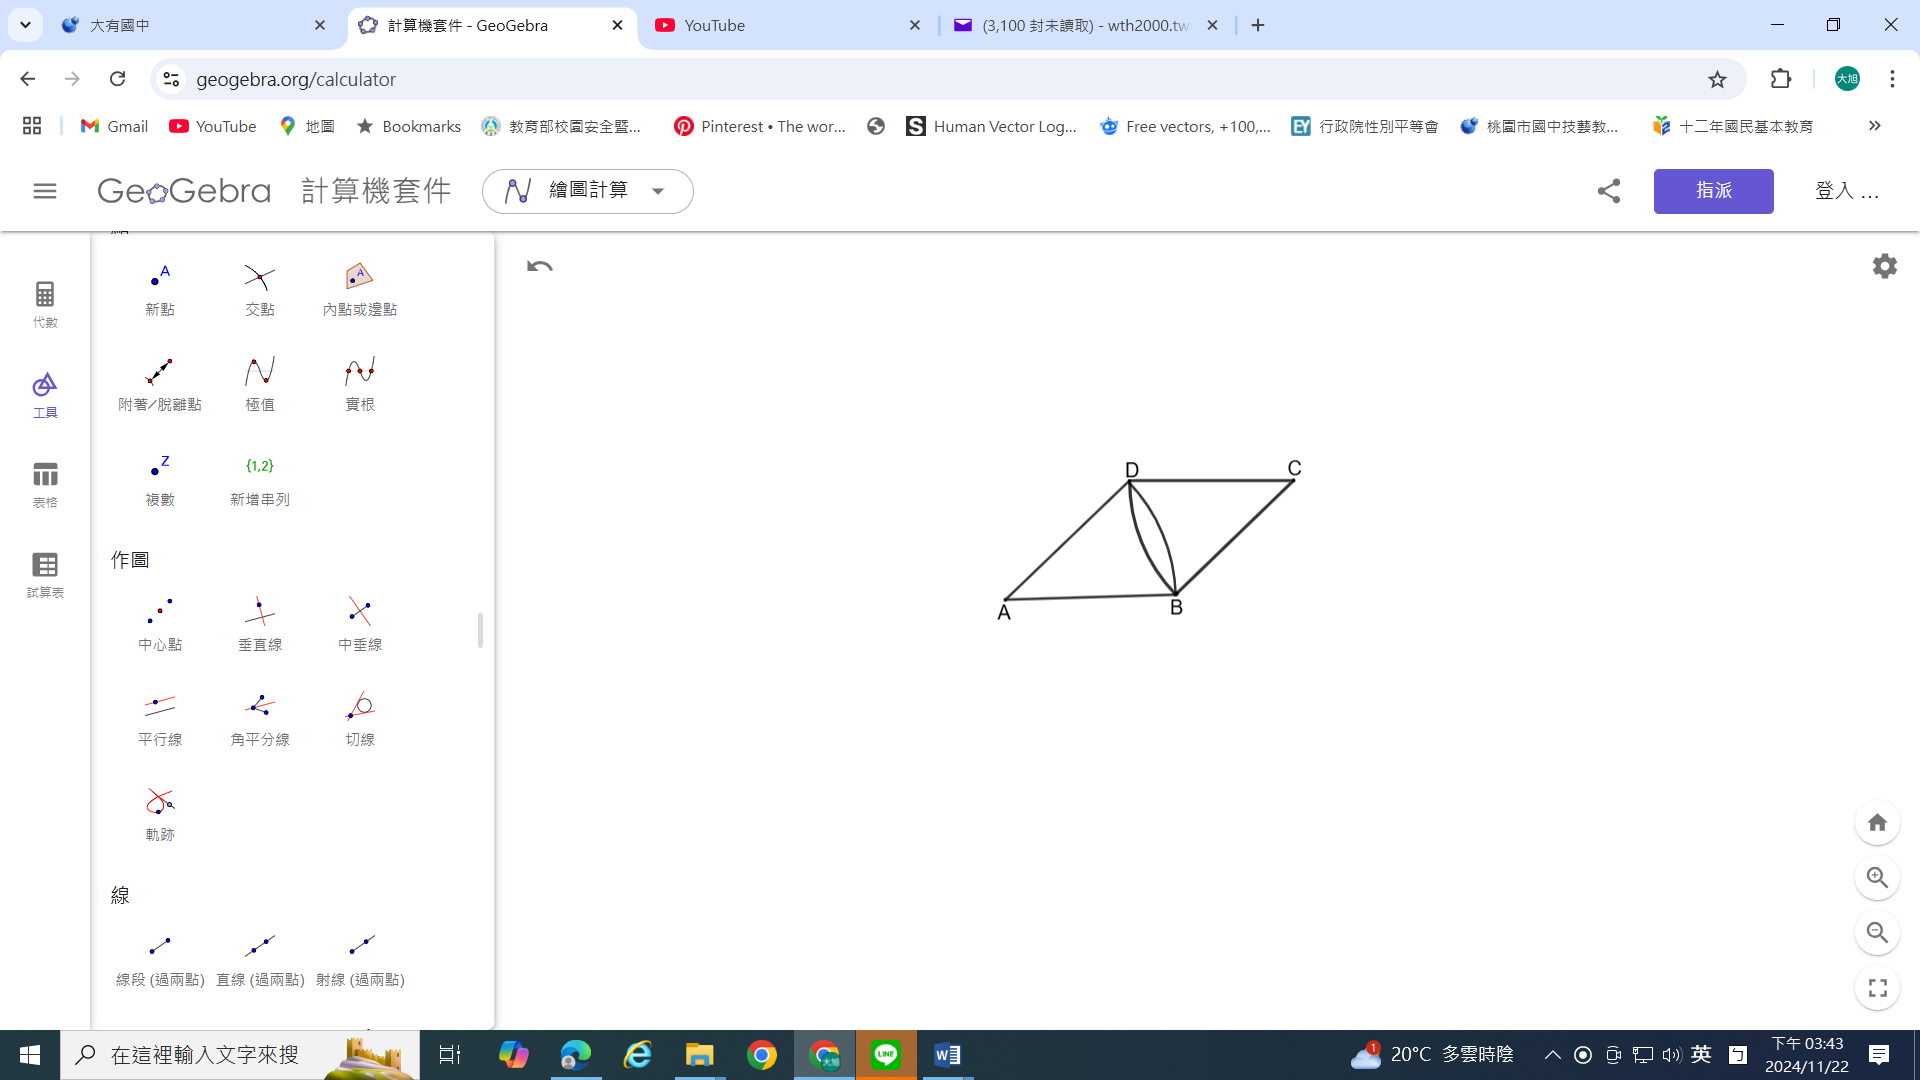 大有國中
計算機套件 - GeoGebra
YouTube
(3,100 封未讀取) - wth2000.tw
geogebra.org/calculator
大旭
Gmail
YouTube
地圖
Bookmarks
教育部校園安全暨...
Pinterest • The wor...
Human Vector Log...
Free vectors, +100,...
行政院性別平等會
桃園市國中技藝教...
十二年國民基本教育
GeoGebra 計算機套件
繪圖計算
指派
登入 ...
代數
工具
表格
試算表
A
A
新點 交點 內點或邊點
附著/脫離點 極值 實根
Z
{1,2}
複數 新增串列
作圖
中心點 垂直線 中垂線
平行線 角平分線 切線
軌跡
線
線段 (過兩點) 直線 (過兩點) 射線 (過兩點)
D
C
A
B
在這裡輸入文字來搜
大旭
LINE
1
20°C 多雲時陰
英
下午 03:43
2024/11/22